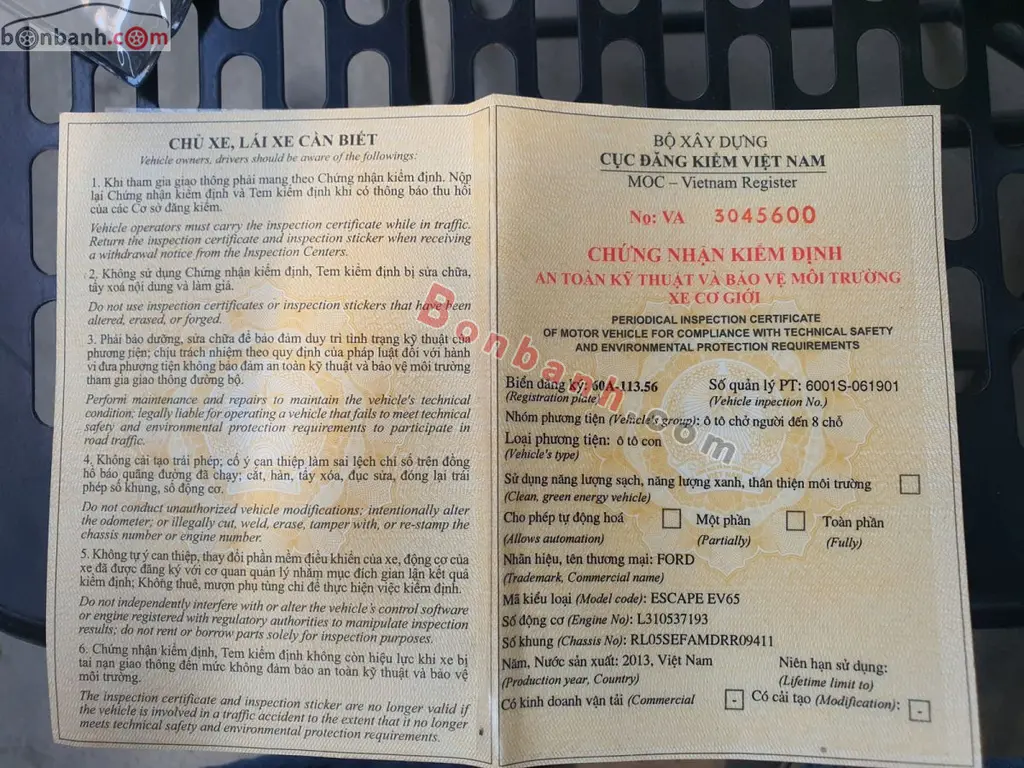 bonbanh.com
CHỦ XE, LÁI XE CẦN BIẾT
Vehicle owners, drivers should be aware of the followings:
1. Khi tham gia giao thông phải mang theo Chứng nhận kiểm định. Nộp
lại Chứng nhận kiểm định và Tem kiểm định khi có thông báo thu hồi
của các Cơ sở đăng kiểm.
Vehicle operators must carry the inspection certificate while in traffic.
Return the inspection certificate and inspection sticker when receiving
a withdrawal notice from the Inspection Centers.
2. Không sử dụng Chứng nhận kiểm định, Tem kiểm định bị sửa chữa,
tẩy xoá nội dung và làm giả.
Do not use inspection certificates or inspection stickers that have been
altered, erased, or forged.
3. Phải bảo dưỡng, sửa chữa để bảo đảm duy trì tình trạng kỹ thuật của
phương tiện; chịu trách nhiệm theo quy định của pháp luật đối với hành
vi đưa phương tiện không bảo đảm an toàn kỹ thuật và bảo vệ môi trường
tham gia giao thông đường bộ.
Perform maintenance and repairs to maintain the vehicle's technical
condition; legally liable for operating a vehicle that fails to meet technical
safety and environmental protection requirements to participate in
road traffic.
4. Không cải tạo trái phép; cố ý can thiệp làm sai lệch chỉ số trên đồng
hồ báo quãng đường đã chạy; cắt, hàn, tẩy xóa, đục sửa, đóng lại trái
phép số khung, số động cơ.
Do not conduct unauthorized vehicle modifications; intentionally alter
the odometer; or illegally cut, weld, erase, tamper with, or re-stamp the
chassis number or engine number.
5. Không tự ý can thiệp, thay đổi phần mềm điều khiển của xe, động cơ của
xe đã được đăng ký với cơ quan quản lý nhằm mục đích gian lận kết quả
kiểm định; Không thuê, mượn phụ tùng chỉ để thực hiện việc kiểm định.
Do not independently interfere with or alter the vehicle's control software
or engine registered with regulatory authorities to manipulate inspection
results; do not rent or borrow parts solely for inspection purposes.
6. Chứng nhận kiểm định, Tem kiểm định không còn hiệu lực khi xe bị
tai nạn giao thông đến mức không đảm bảo an toàn kỹ thuật và bảo vệ
môi trường.
The inspection certificate and inspection sticker are no longer valid if
the vehicle is involved in a traffic accident to the extent that it no longer
meets technical safety and environmental protection requirements.
BỘ XÂY DỰNG
CỤC ĐĂNG KIỂM VIỆT NAM
MOC – Vietnam Register
No: VA 3045600
CHỨNG NHẬN KIỂM ĐỊNH
AN TOÀN KỸ THUẬT VÀ BẢO VỆ MÔI TRƯỜNG
XE CƠ GIỚI
PERIODICAL INSPECTION CERTIFICATE
OF MOTOR VEHICLE FOR COMPLIANCE WITH TECHNICAL SAFETY
AND ENVIRONMENTAL PROTECTION REQUIREMENTS
Biển đăng ký: 60A-113.56 Số quản lý PT: 6001S-061901
(Registration plate) (Vehicle inpection No.)
Nhóm phương tiện (Vehicle's group): ô tô chở người đến 8 chỗ
Loại phương tiện: ô tô con
(Vehicle's type)
Sử dụng năng lượng sạch, năng lượng xanh, thân thiện môi trường
(Clean, green energy vehicle)
Cho phép tự động hoá Một phần Toàn phần
(Allows automation) (Partially) (Fully)
Nhãn hiệu, tên thương mại: FORD
(Trademark, Commercial name)
Mã kiểu loại (Model code): ESCAPE EV65
Số động cơ (Engine No): L310537193
Số khung (Chassis No): RL05SEFAMDRR09411
Năm, Nước sản xuất: 2013, Việt Nam Niên hạn sử dụng:
(Production year, Country) (Lifetime limit to)
Có kinh doanh vận tải (Commercial - Có cải tạo (Modification): -
Bonbanh.com